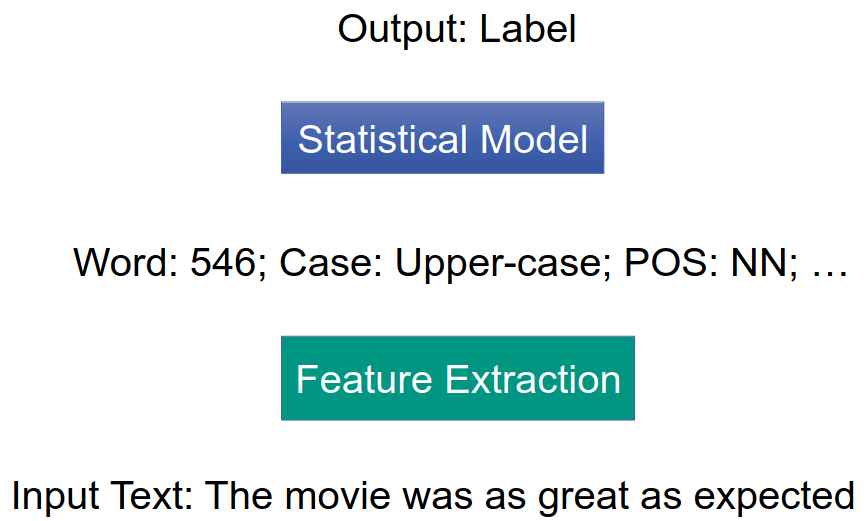 Output: Label
Statistical Model
Word: 546; Case: Upper-case; POS: NN; …
Feature Extraction
Input Text: The movie was as great as expected